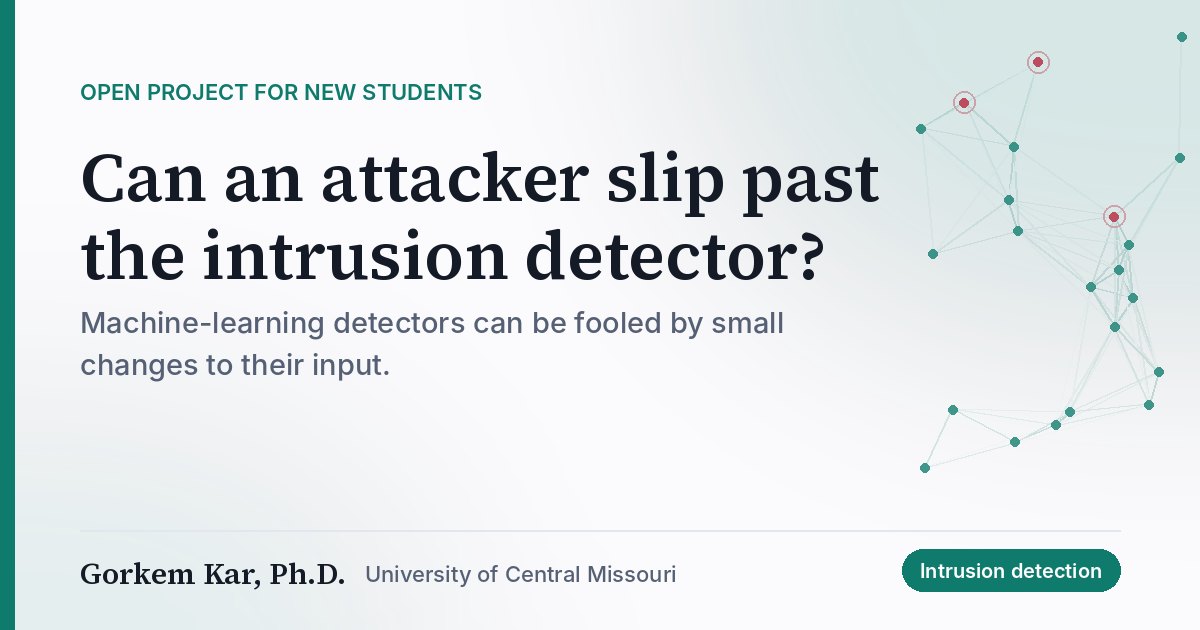 OPEN PROJECT FOR NEW STUDENTS
Can an attacker slip past
the intrusion detector?
Machine-learning detectors can be fooled by small
changes to their input.
Gorkem Kar, Ph.D. University of Central Missouri
Intrusion detection